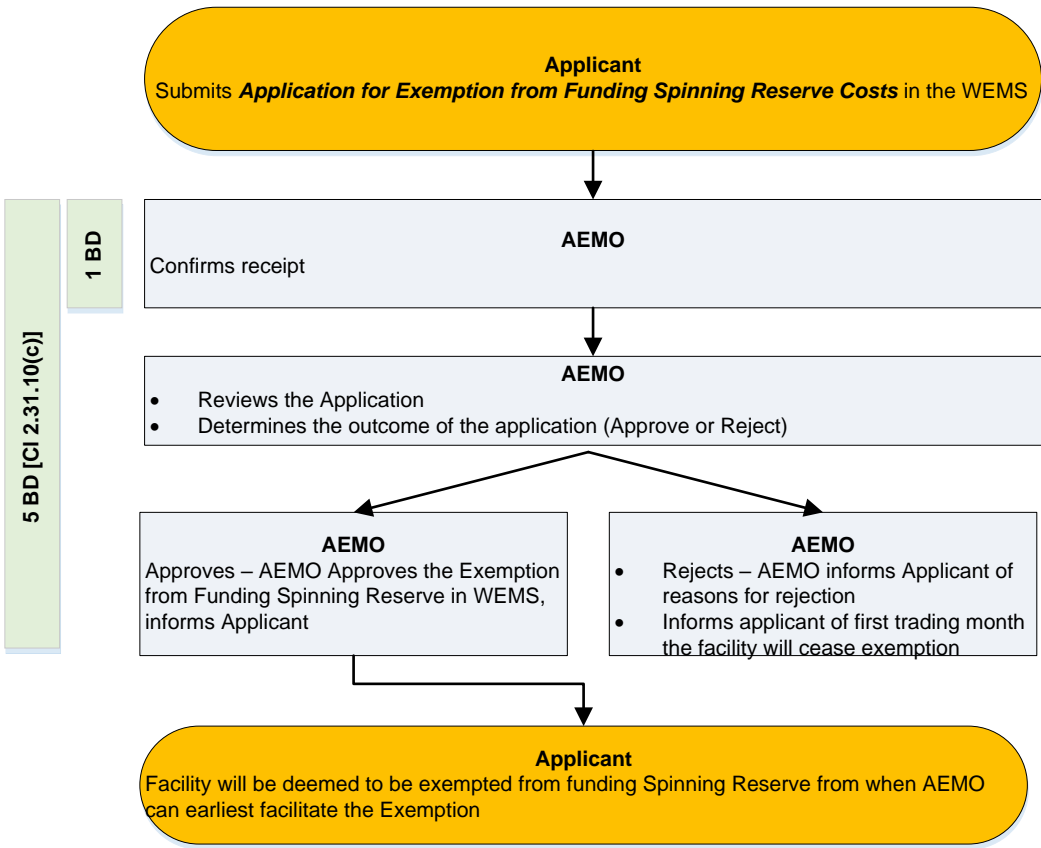 Applicant
Submits Application for Exemption from Funding Spinning Reserve Costs in the WEMS
5 BD [Cl 2.31.10(c)]
1 BD
AEMO
Confirms receipt
AEMO
• Reviews the Application
• Determines the outcome of the application (Approve or Reject)
AEMO
Approves – AEMO Approves the Exemption
from Funding Spinning Reserve in WEMS,
informs Applicant
AEMO
• Rejects – AEMO informs Applicant of
reasons for rejection
• Informs applicant of first trading month
the facility will cease exemption
Applicant
Facility will be deemed to be exempted from funding Spinning Reserve from when AEMO
can earliest facilitate the Exemption